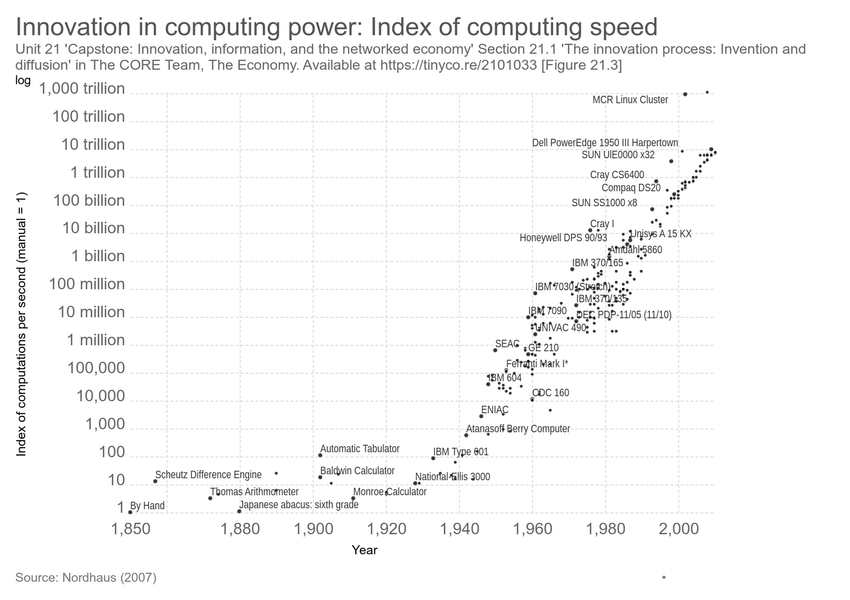 Innovation in computing power: Index of computing speed
Unit 21 'Capstone: Innovation, information, and the networked economy' Section 21.1 'The innovation process: Invention and
diffusion' in The CORE Team, The Economy. Available at https://tinyco.re/2101033 [Figure 21.3]
log
1,000 trillion
100 trillion
10 trillion
1 trillion
100 billion
10 billion
1 billion
100 million
10 million
1 million
100,000
10,000
1,000
100
10
1
Index of computations per second (manual = 1)
MCR Linux Cluster
Dell PowerEdge 1950 III Harpertown
SUN UIE0000 x32
Cray CS6400
Compaq DS20
SUN SS1000 x8
Cray I
Unisys A 15 KX
Honeywell DPS 90/93
Amdahl 5860
IBM 370/165
IBM 7030 (Stretch)
IBM 370/135
IBM 7090
DEC PDP-11/05 (11/10)
UNIVAC 490
SEAC
GE 210
Ferranti Mark I*
IBM 604
CDC 160
ENIAC
Atanasoff Berry Computer
Automatic Tabulator
IBM Type 601
Scheutz Difference Engine
Baldwin Calculator
National Ellis 3000
Thomas Arithmometer
Monroe Calculator
By Hand
Japanese abacus: sixth grade
1,850
1,880
1,900
1,920
1,940
1,960
1,980
2,000
Year
Source: Nordhaus (2007)